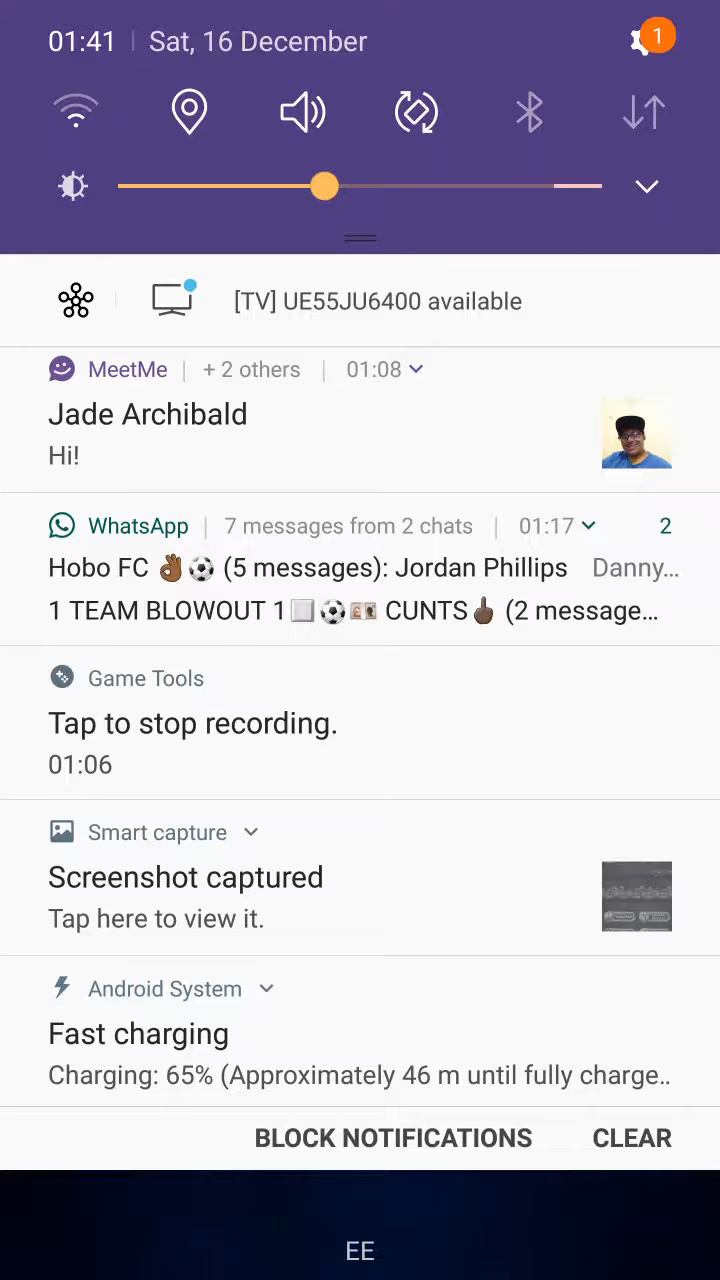 01:41 | Sat, 16 December 1
[TV] UE55JU6400 available
MeetMe | + 2 others | 01:08
Jade Archibald
Hi!
WhatsApp | 7 messages from 2 chats | 01:17 2
Hobo FC 👌🏾⚽ (5 messages): Jordan Phillips Danny...
1 TEAM BLOWOUT 1⬜⚽💵 CUNTS🖕🏿 (2 message...
Game Tools
Tap to stop recording.
01:06
Smart capture
Screenshot captured
Tap here to view it.
Android System
Fast charging
Charging: 65% (Approximately 46 m until fully charge..
BLOCK NOTIFICATIONS CLEAR
EE